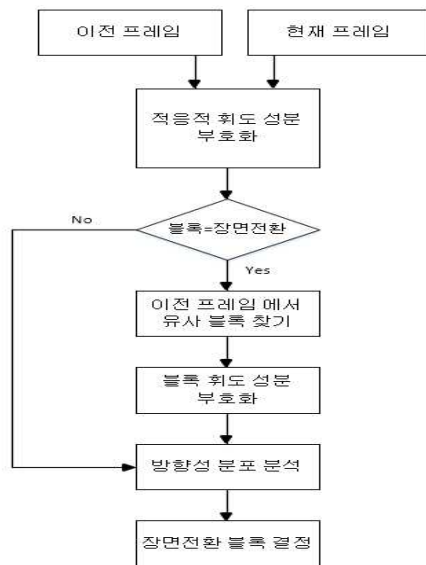 이전 프레임
현재 프레임
적응적 휘도 성분
부호화
블록=장면전환
No
Yes
이전 프레임 에서
유사 블록 찾기
블록 휘도 성분
부호화
방향성 분포 분석
장면전환 블록 결정